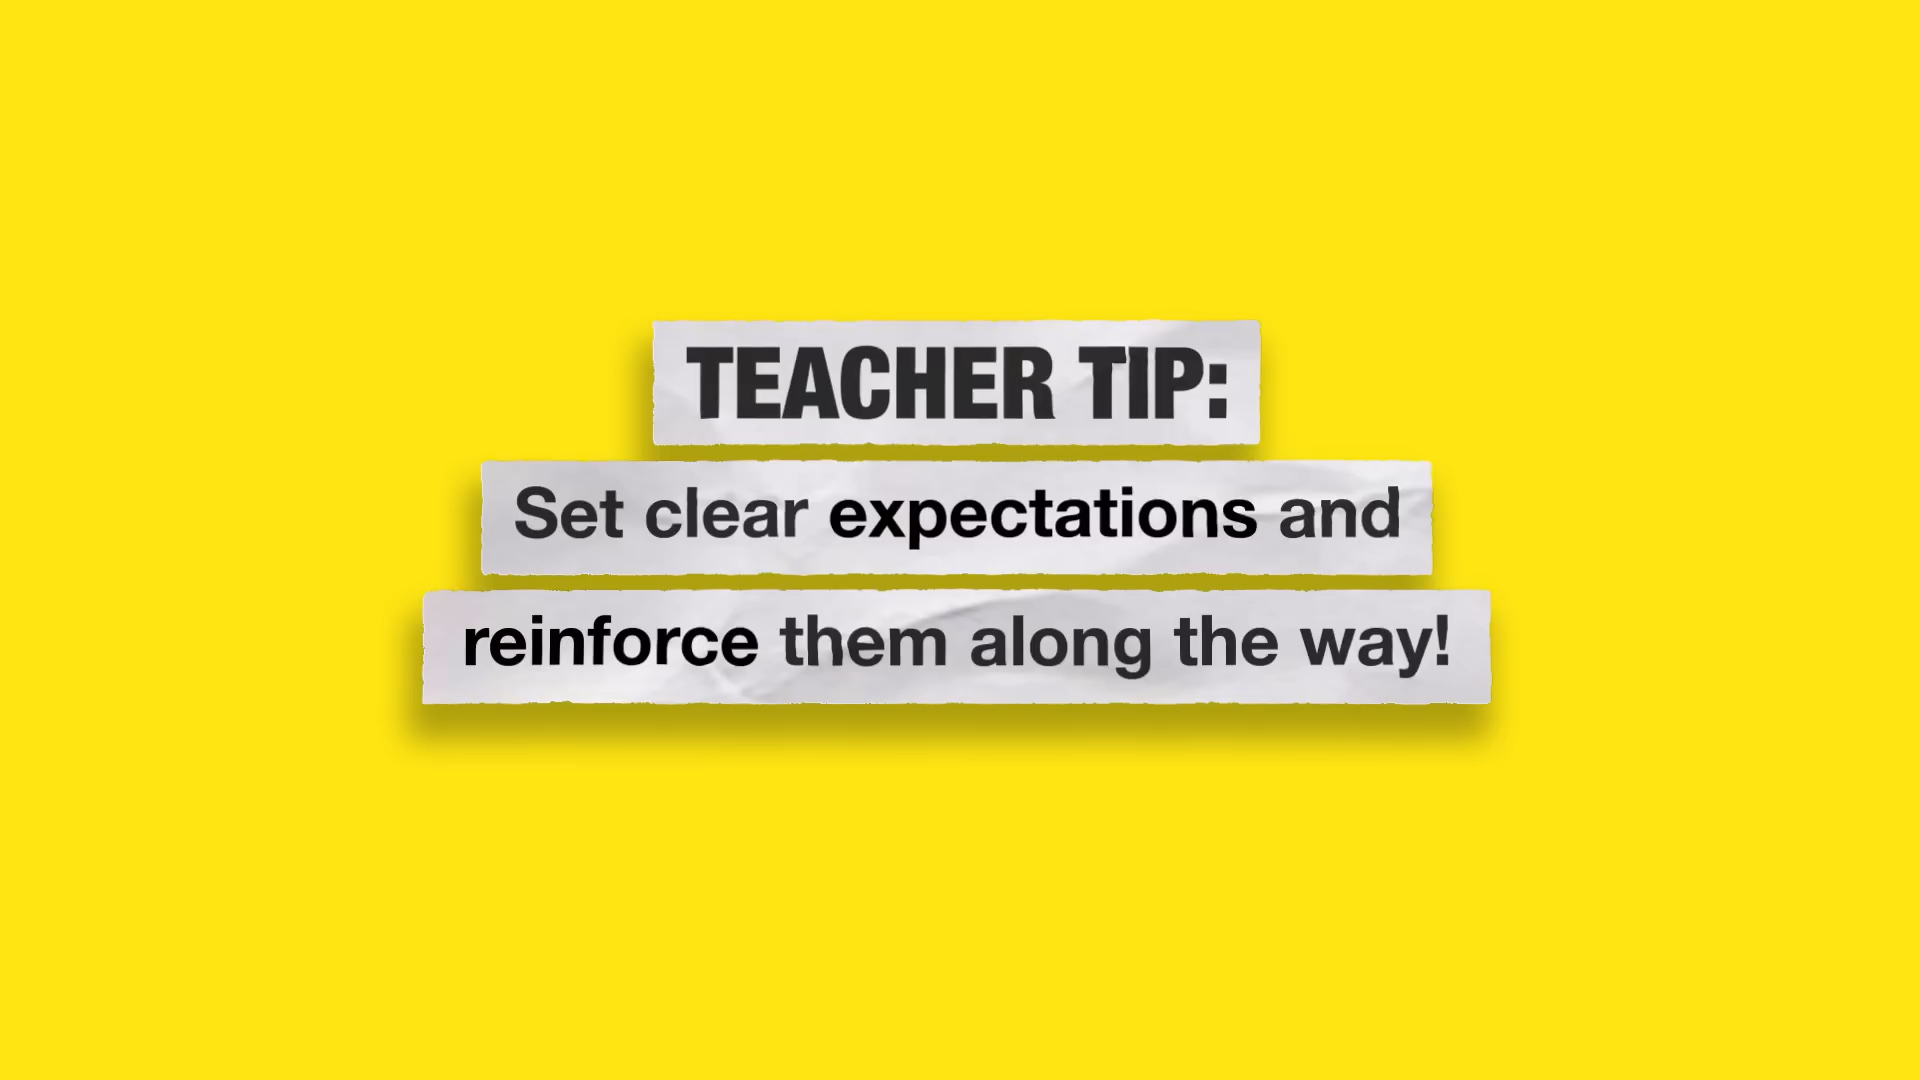 TEACHER TIP:
Set clear expectations and
reinforce them along the way!